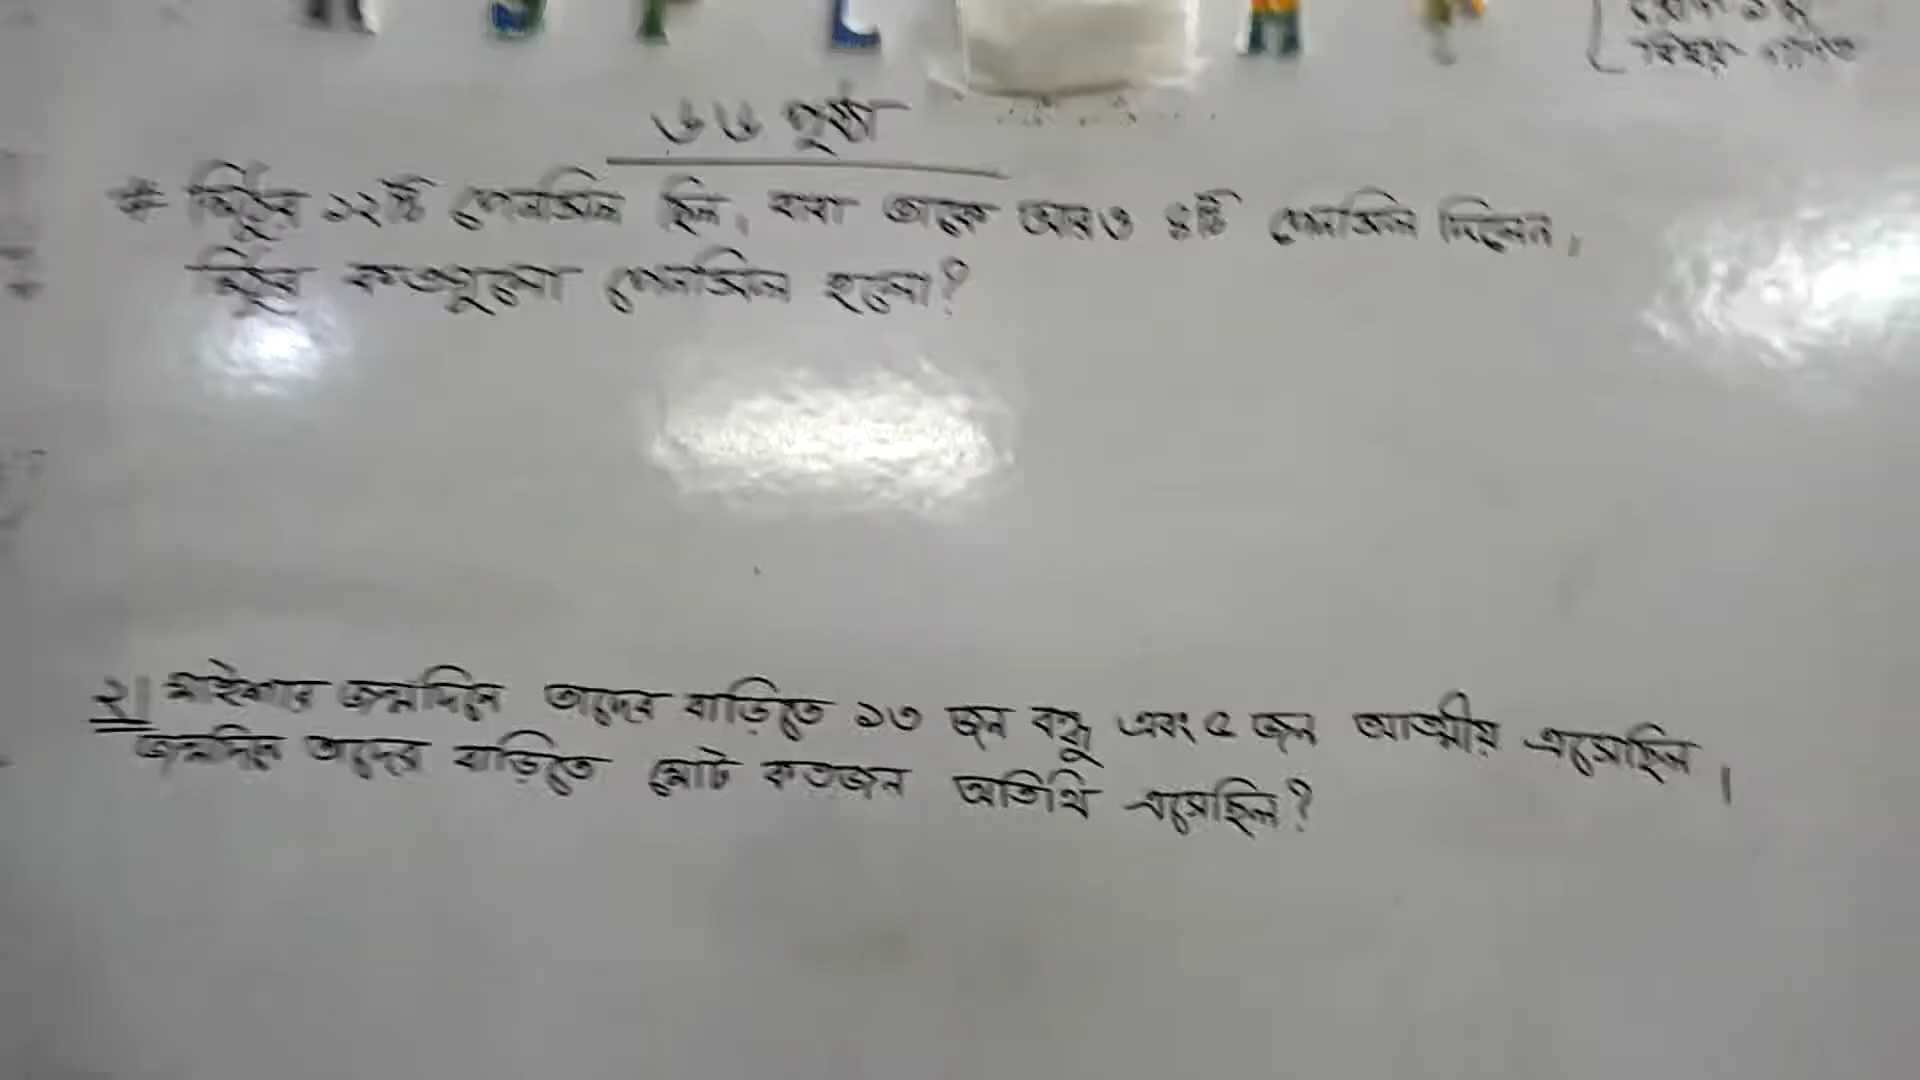 ৬৬ পৃষ্ঠা
# মিঠুর ১২টি পেনসিল ছিল, বাবা তাকে আরও ৪টি পেনসিল দিলেন,
মিঠুর কতগুলো পেনসিল হলো?
২। মাইশার জন্মদিনে তাদের বাড়িতে ১৩ জন বন্ধু এবং ৫ জন আত্মীয় এসেছিল।
জন্মদিনে তাদের বাড়িতে মোট কতজন অতিথি এসেছিল?